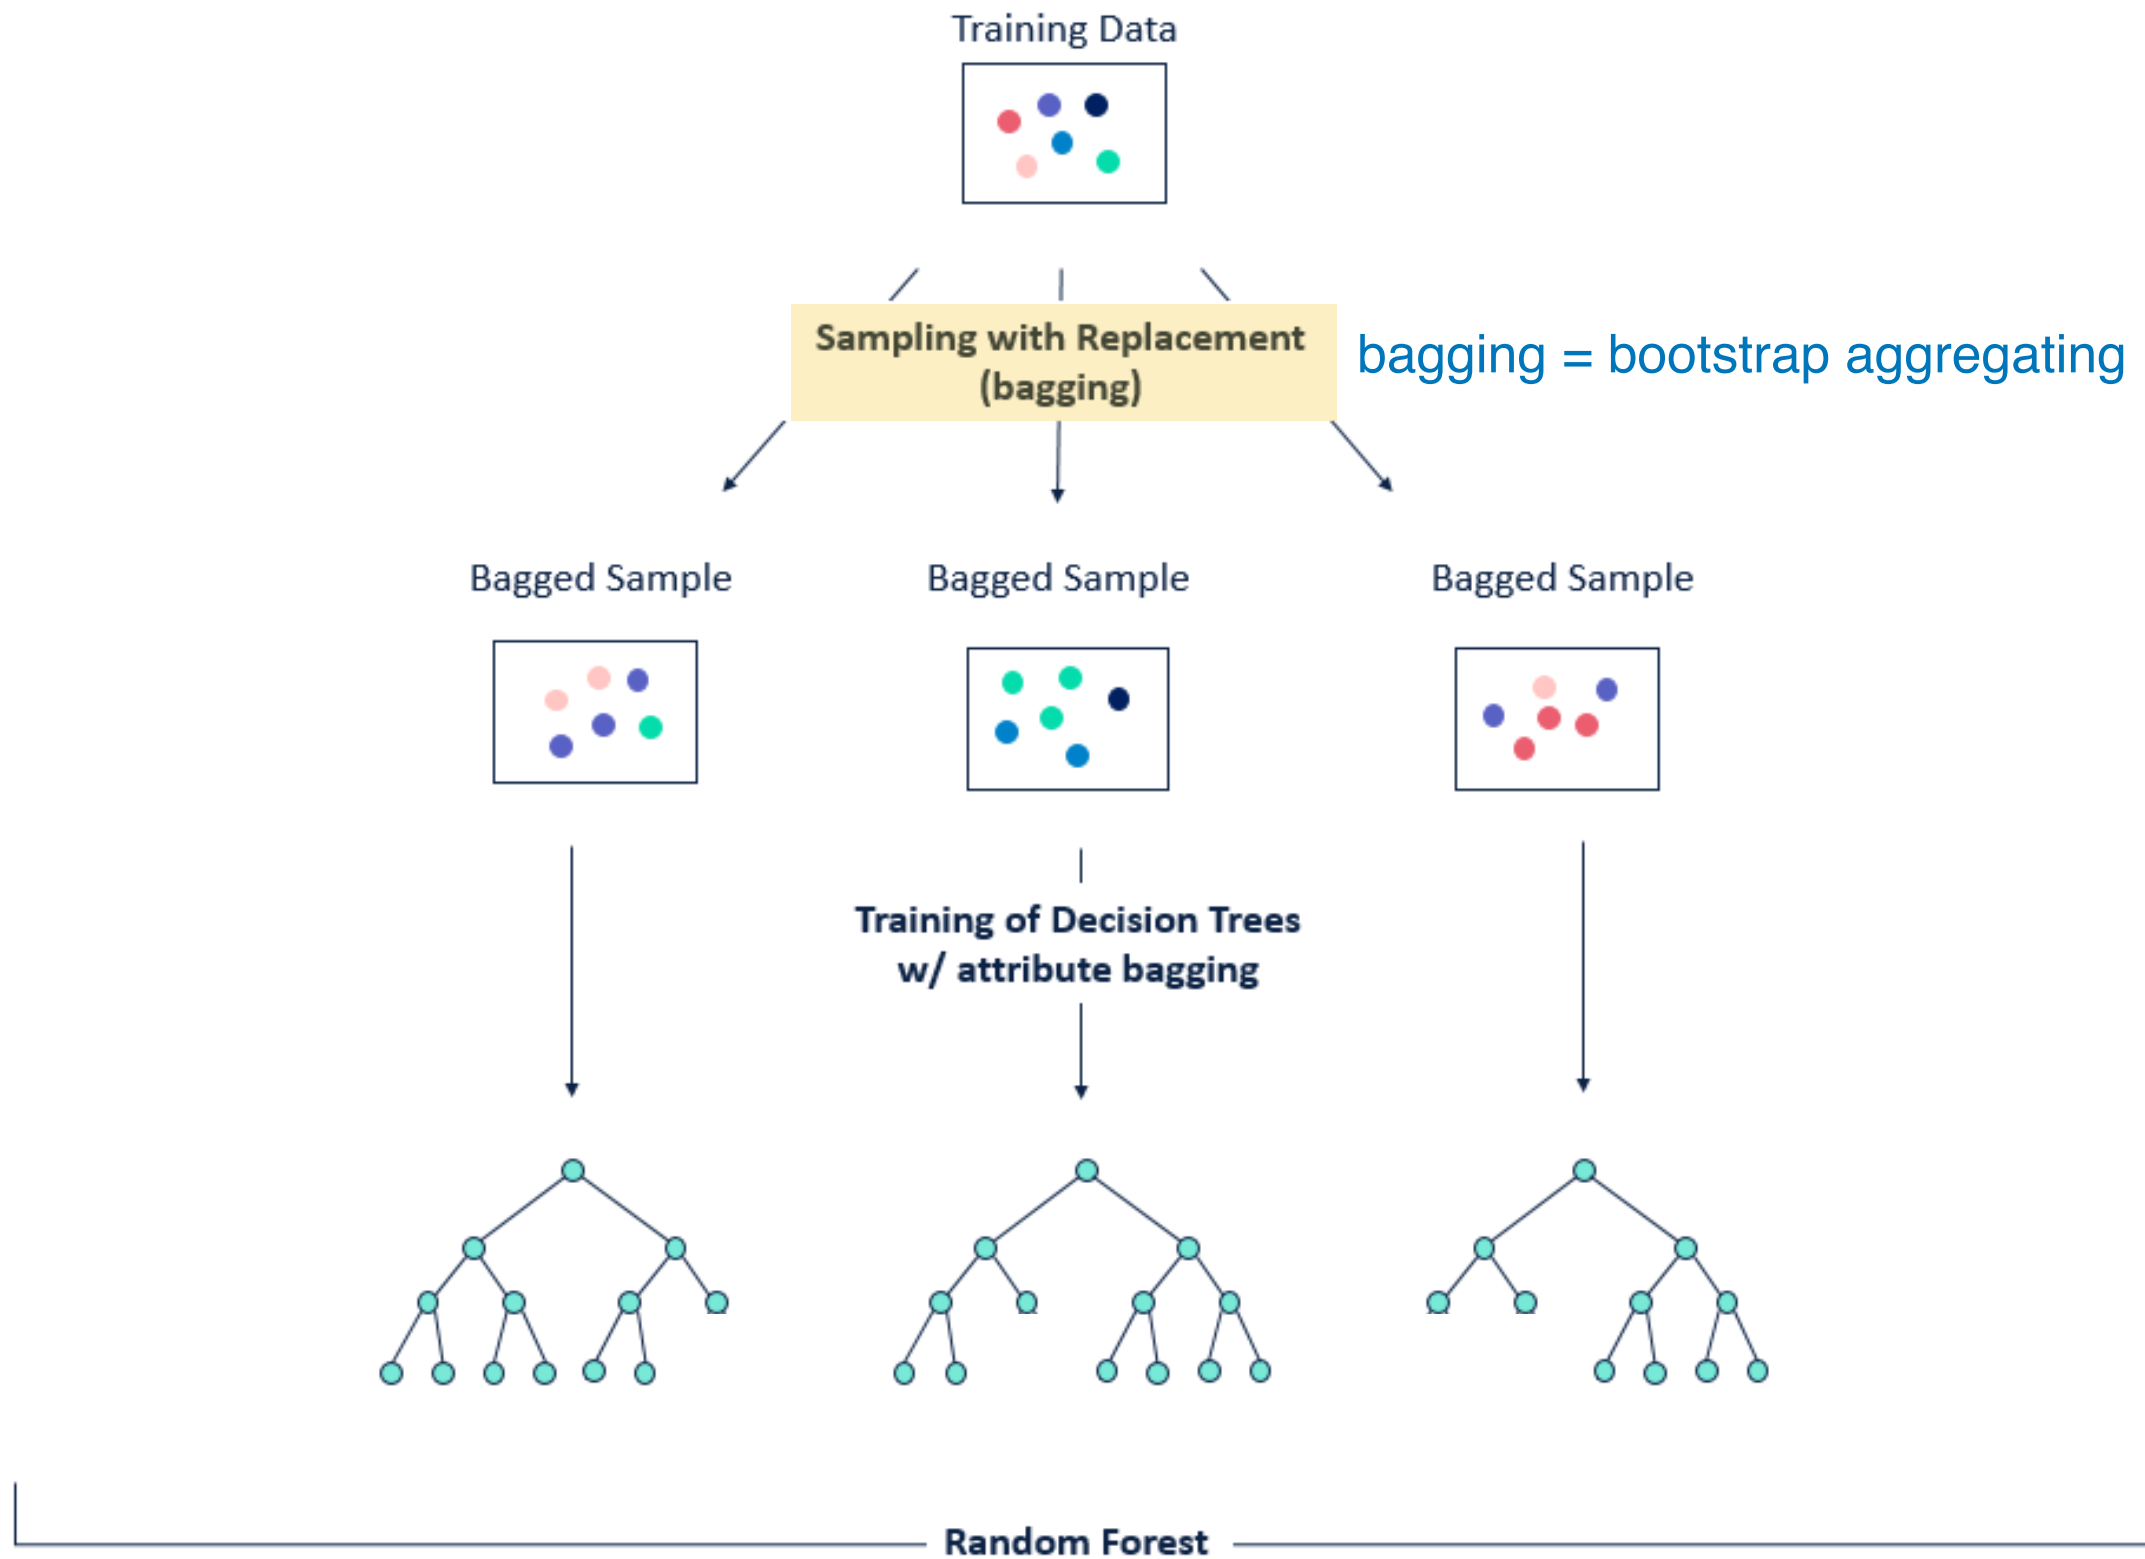 Training Data
Sampling with Replacement
(bagging)
bagging = bootstrap aggregating
Bagged Sample
Bagged Sample
Bagged Sample
Training of Decision Trees
w/ attribute bagging
Random Forest